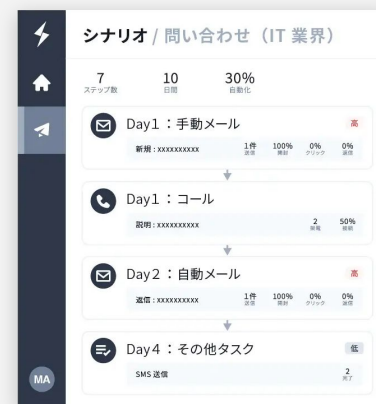 シナリオ / 問い合わせ（IT 業界）
7 10 30%
ステップ数 日間 自動化
Day1：手動メール 高
新規：xxxxxxxxxx 1件 100% 0% 0%
送信 開封 クリック 返信
Day1：コール
説明：xxxxxxxxxx 2 50%
架電 接続
Day2：自動メール 高
返信：xxxxxxxxxx 1件 100% 0% 0%
送信 開封 クリック 返信
Day4：その他タスク 低
SMS 送信 2
完了
MA